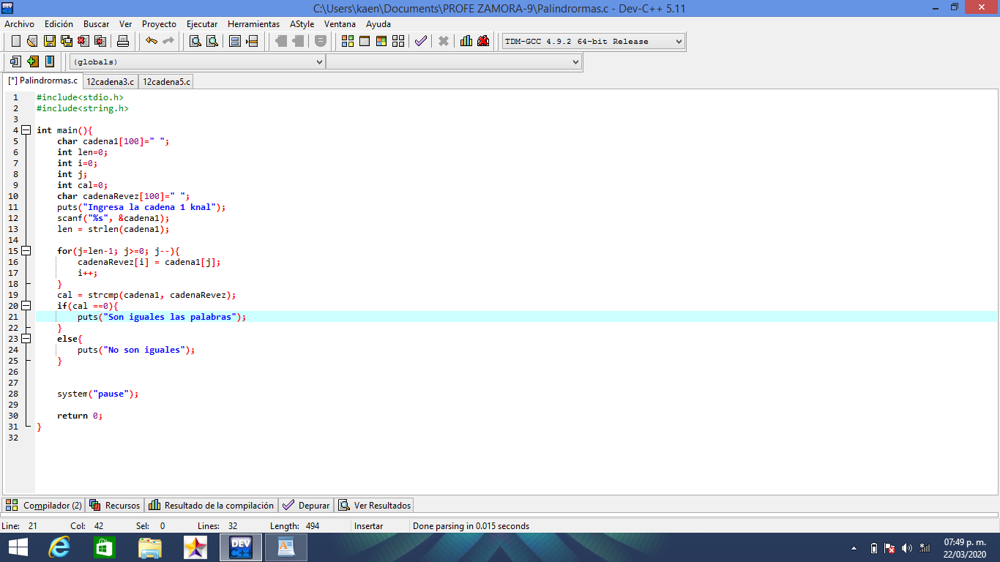 C:\Users\kaen\Documents\PROFE ZAMORA-9\Palindrormas.c - Dev-C++ 5.11
Archivo Edición Buscar Ver Proyecto Ejecutar Herramientas AStyle Ventana Ayuda
TDM-GCC 4.9.2 64-bit Release
(globals)
[*] Palindrormas.c 12cadena3.c 12cadena5.c
1 #include<stdio.h>
2 #include<string.h>
3
4 int main(){
5 char cadena1[100]=" ";
6 int len=0;
7 int i=0;
8 int j;
9 int cal=0;
10 char cadenaRevez[100]=" ";
11 puts("Ingresa la cadena 1 knal");
12 scanf("%s", &cadena1);
13 len = strlen(cadena1);
14
15 for(j=len-1; j>=0; j--){
16 cadenaRevez[i] = cadena1[j];
17 i++;
18 }
19 cal = strcmp(cadena1, cadenaRevez);
20 if(cal ==0){
21 puts("Son iguales las palabras");
22 }
23 else{
24 puts("No son iguales");
25 }
26
27
28 system("pause");
29
30 return 0;
31 }
32
Compilador (2) Recursos Resultado de la compilación Depurar Ver Resultados
Line: 21 Col: 42 Sel: 0 Lines: 32 Length: 494 Insertar Done parsing in 0.015 seconds
DEV C++
07:49 p. m.
22/03/2020